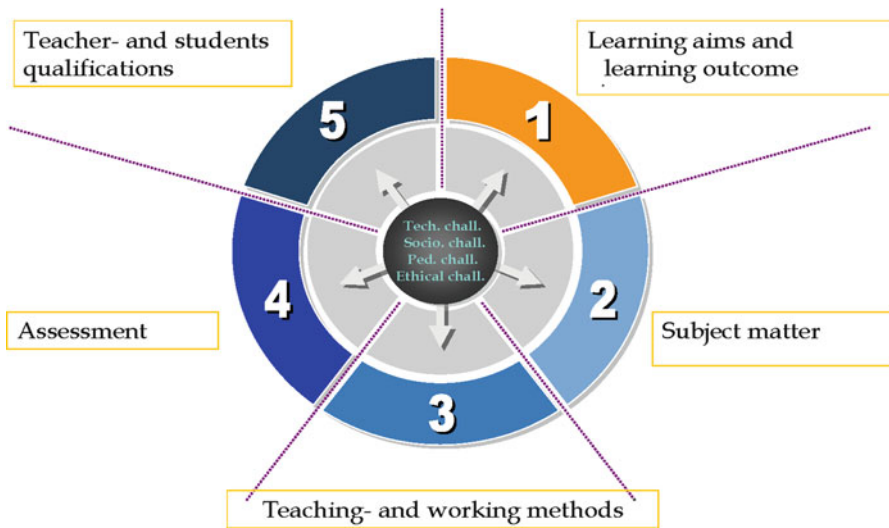 Teacher- and students
qualifications
Learning aims and
learning outcome
.
5
1
Tech. chall.
Socio. chall.
Ped. chall.
Ethical chall.
4
2
Assessment
Subject matter
3
Teaching- and working methods